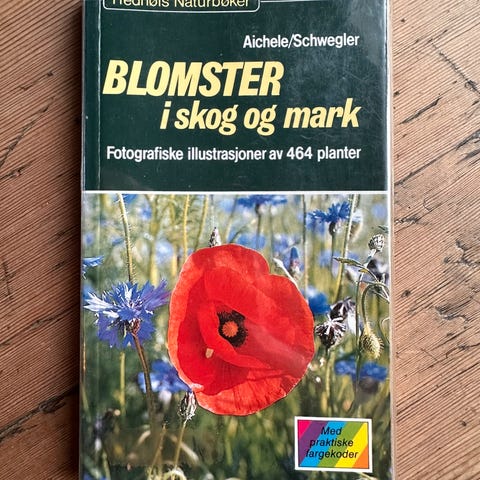 Fredhøis Naturbøker
Aichele/Schwegler
BLOMSTER
i skog og mark
Fotografiske illustrasjoner av 464 planter
Med
praktiske
fargekoder